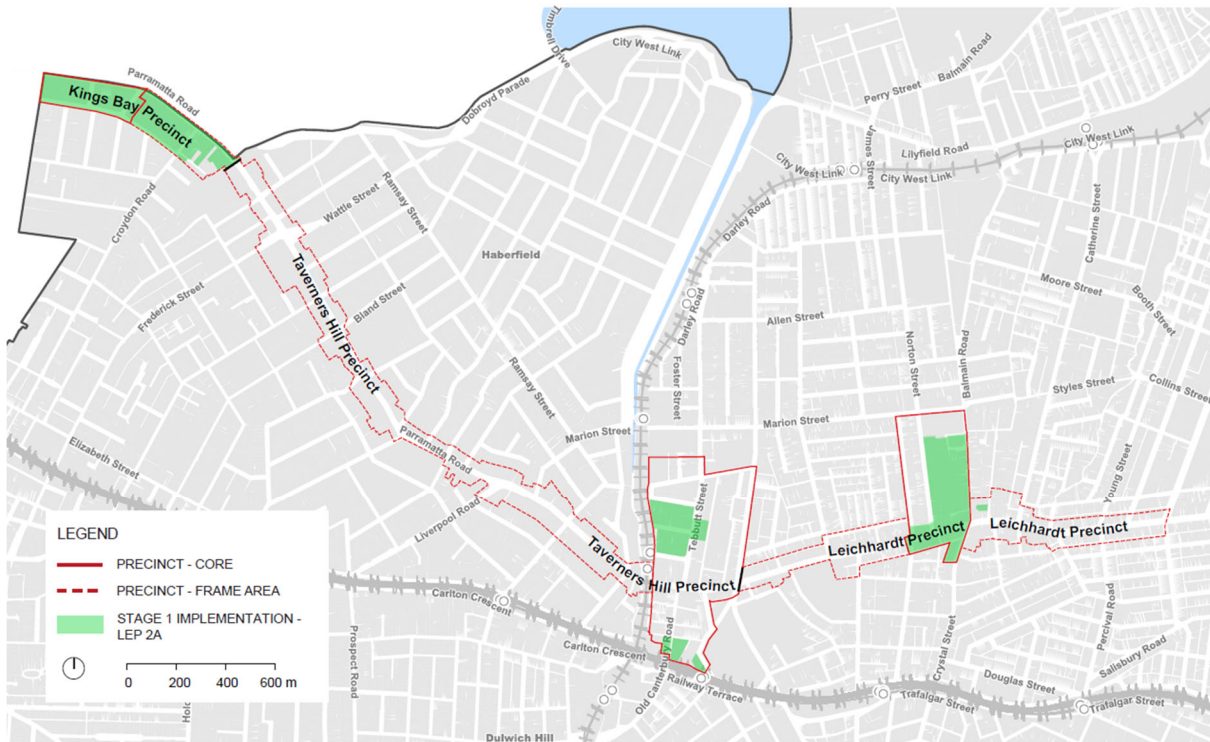 Timbrell Drive
City West Link
Balmain Road
Parramatta Road
Kings Bay Precinct
Dobroyd Parade
Perry Street
James Street
Lilyfield Road
City West Link
City West Link
City West Link
Croydon Road
Wattle Street
Ramsay Street
Darley Road
Catherine Street
Haberfield
Taverners Hill Precinct
Frederick Street
Bland Street
Darley Road
Allen Street
Moore Street
Booth Street
Norton Street
Balmain Road
Foster Street
Ramsay Street
Styles Street
Collins Street
Marion Street
Marion Street
Parramatta Road
Elizabeth Street
Young Street
Liverpool Road
Tebbutt Street
Leichhardt Precinct
Leichhardt Precinct
Taverners Hill Precinct
LEGEND
PRECINCT - CORE
PRECINCT - FRAME AREA
STAGE 1 IMPLEMENTATION -
LEP 2A
0 200 400 600 m
Carlton Crescent
Carlton Crescent
Prospect Road
Old Canterbury Road
Railway Terrace
Crystal Street
Percival Road
Salisbury Road
Douglas Street
Trafalgar Street
Trafalgar Street
Dulwich Hill